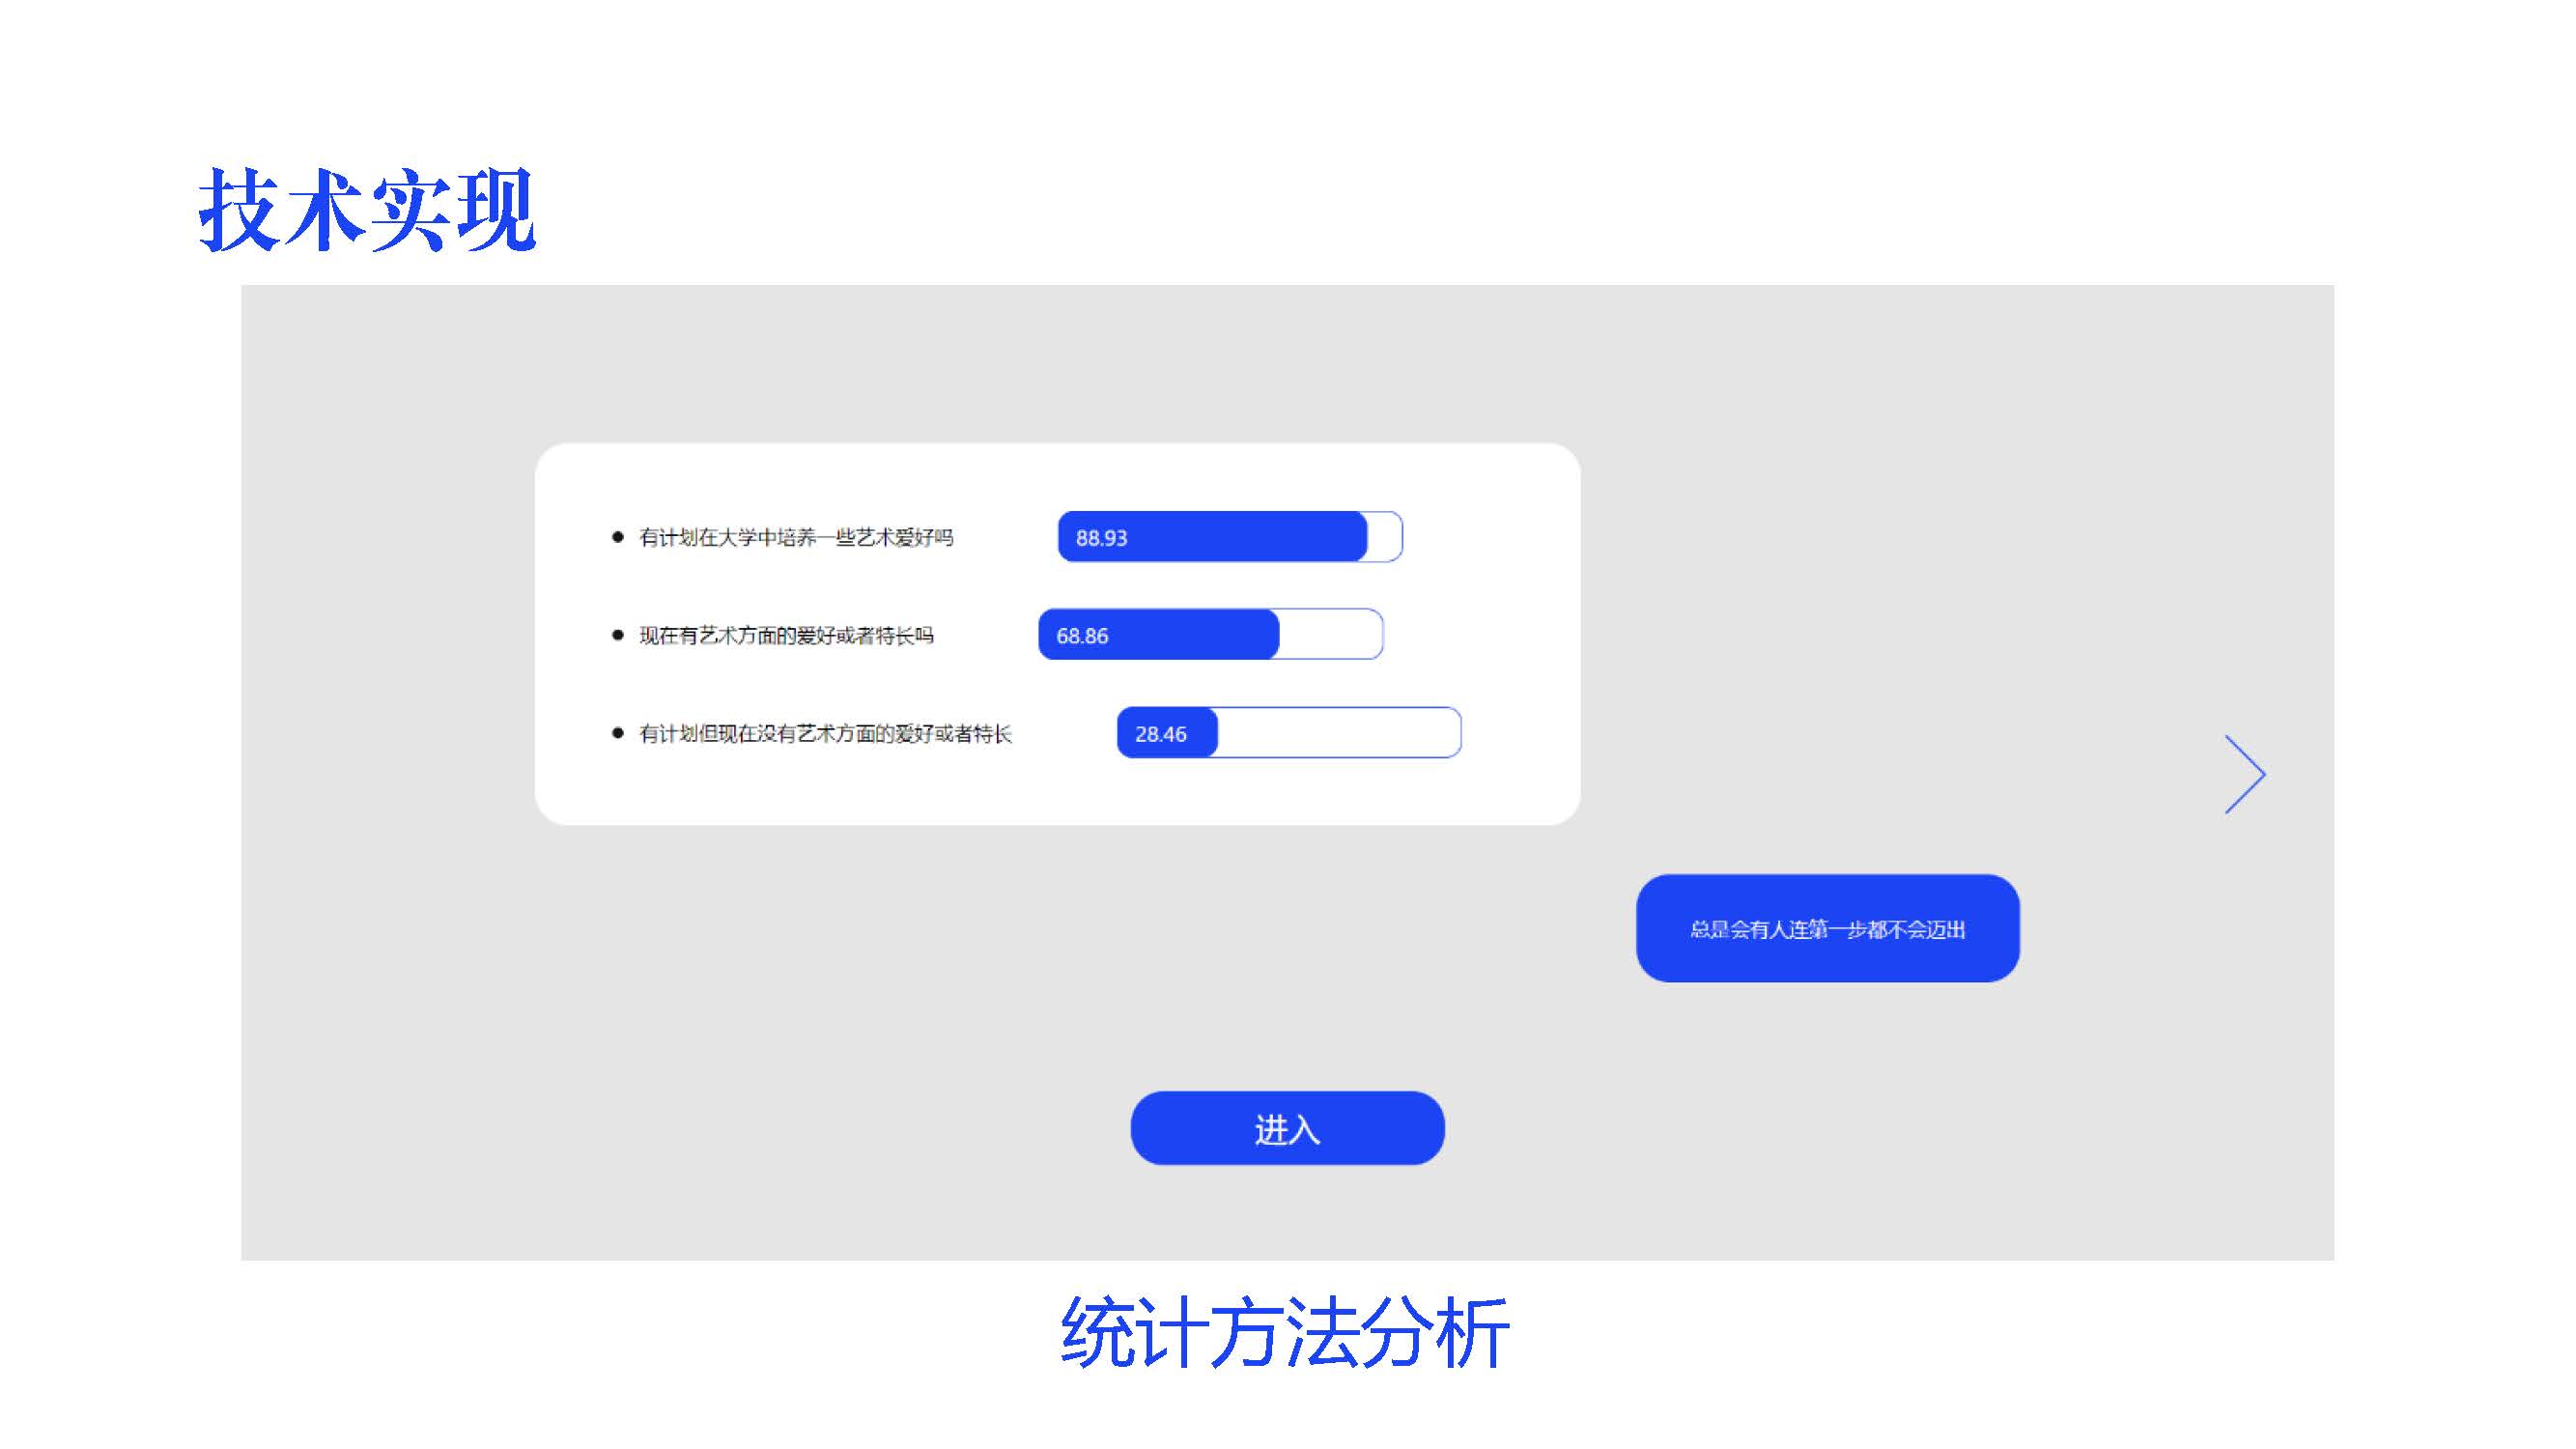 技术实现
有计划在大学中培养一些艺术爱好吗
88.93
现在有艺术方面的爱好或者特长吗
68.86
有计划但现在没有艺术方面的爱好或者特长
28.46
总是会有人连第一步都不会迈出
进入
统计方法分析